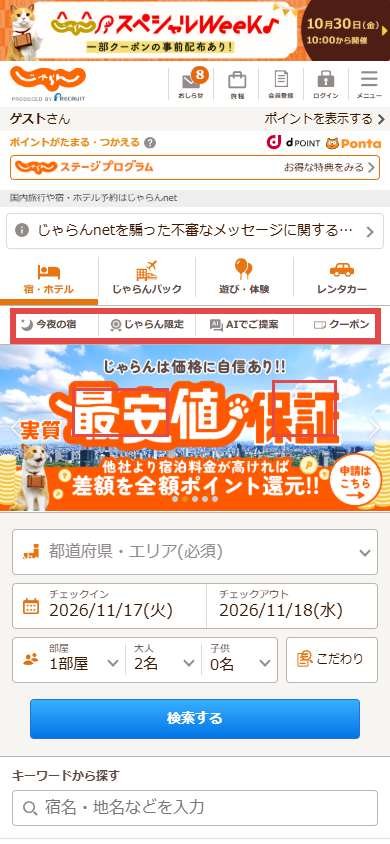 じゃらん スペシャルWEEK♪
一部クーポンの事前配布あり!
10月30日(金)
10:00から開催
じゃらん
PRODUCED BY RECRUIT
8
お知らせ
旅程
会員登録
ログイン
メニュー
ゲストさん
ポイントを表示する
ポイントがたまる・つかえる
d POINT
Ponta
じゃらん ステージプログラム
お得な特典をみる
国内旅行や宿・ホテル予約はじゃらんnet
じゃらんnetを騙った不審なメッセージに関する…
宿・ホテル
じゃらんパック
遊び・体験
レンタカー
今夜の宿
じゃらん限定
AIでご提案
クーポン
じゃらんは価格に自信あり!!
実質 最安値保証
他社より宿泊料金が高ければ
差額を全額ポイント還元!!
申請は
こちら
都道府県・エリア(必須)
チェックイン
2026/11/17(火)
チェックアウト
2026/11/18(水)
部屋
1部屋
大人
2名
子供
0名
こだわり
検索する
キーワードから探す
宿名・地名などを入力